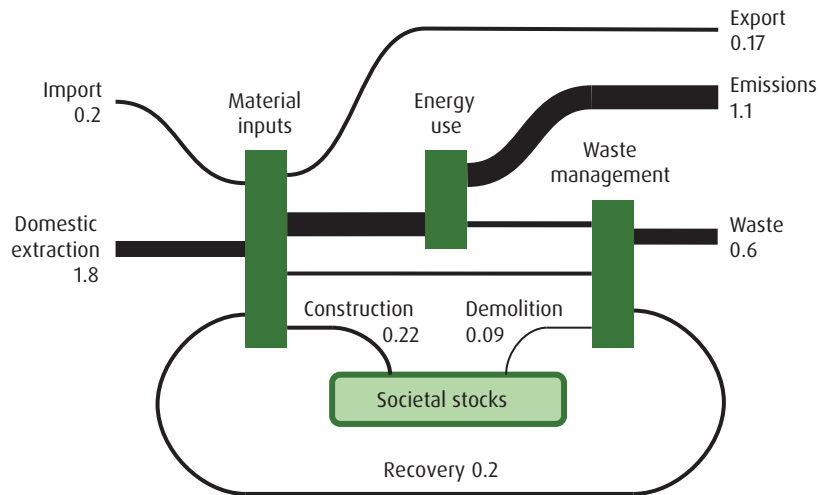 Export
0.17
Import
0.2
Material
inputs
Energy
use
Emissions
1.1
Waste
management
Domestic
extraction
1.8
Waste
0.6
Construction
0.22
Demolition
0.09
Societal stocks
Recovery 0.2